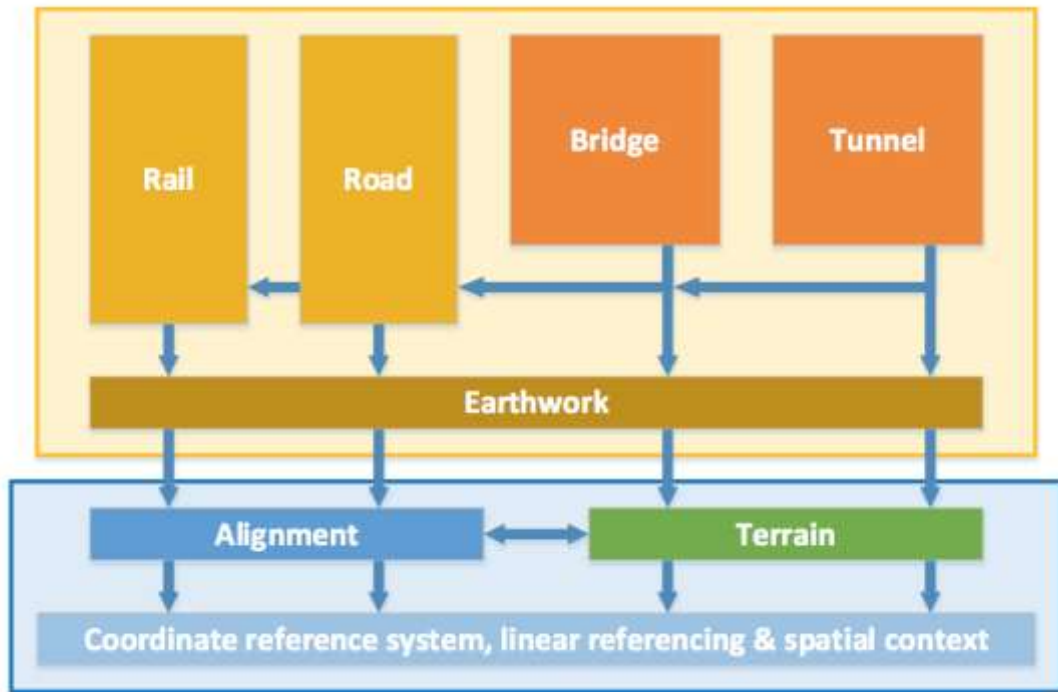 Rail
Road
Bridge
Tunnel
Earthwork
Alignment
Terrain
Coordinate reference system, linear referencing & spatial context